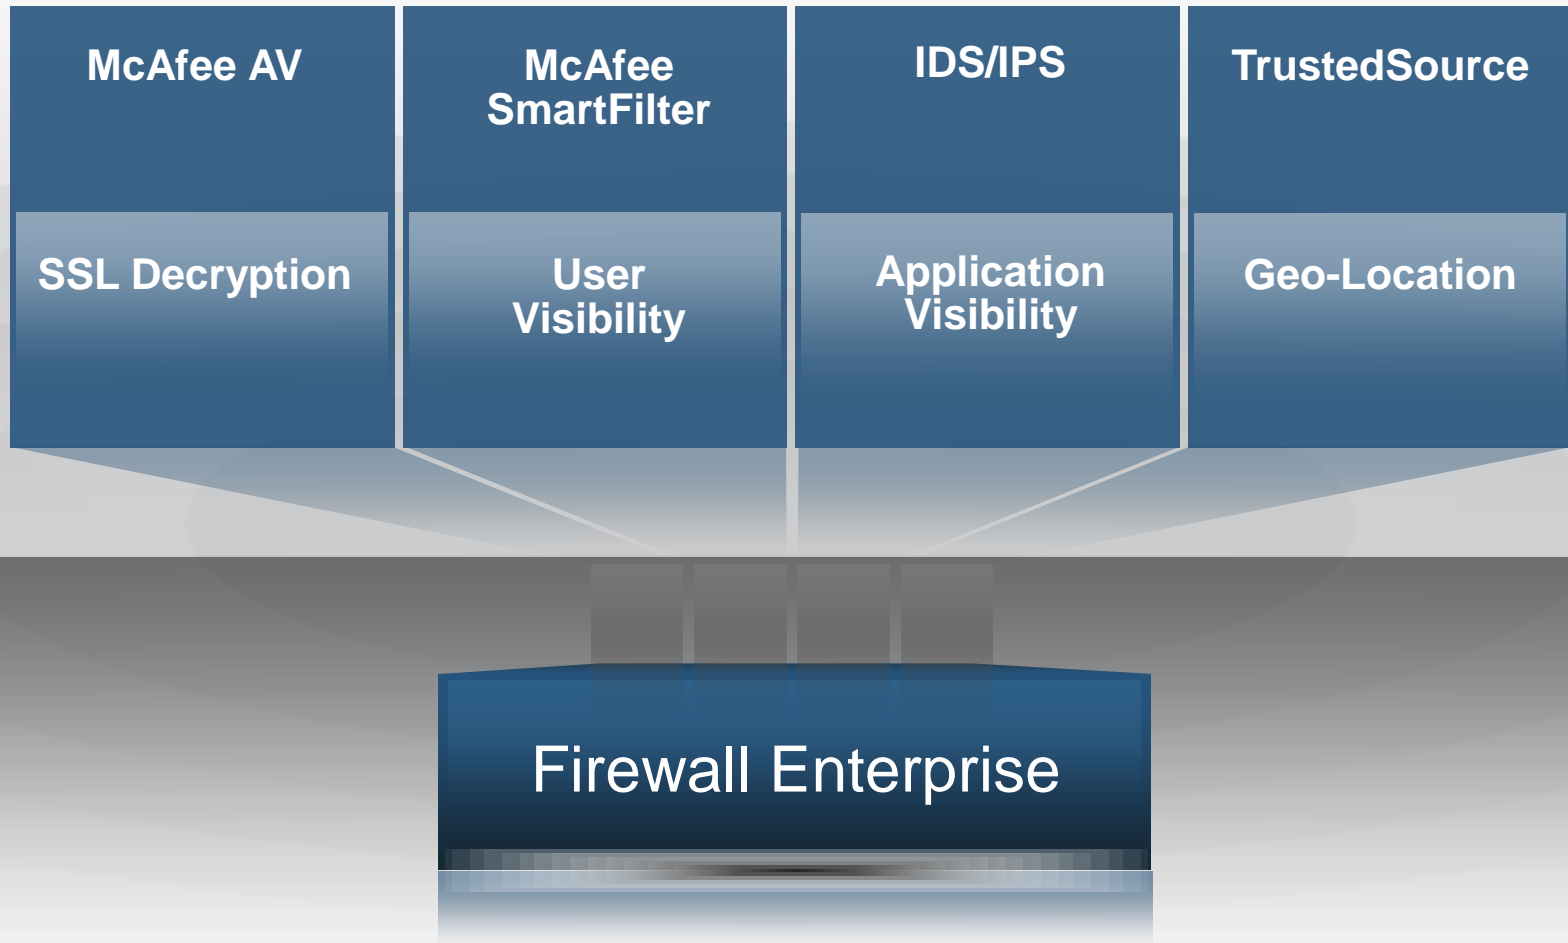 McAfee AV
McAfee
SmartFilter
IDS/IPS
TrustedSource
SSL Decryption
User
Visibility
Application
Visibility
Geo-Location
Firewall Enterprise